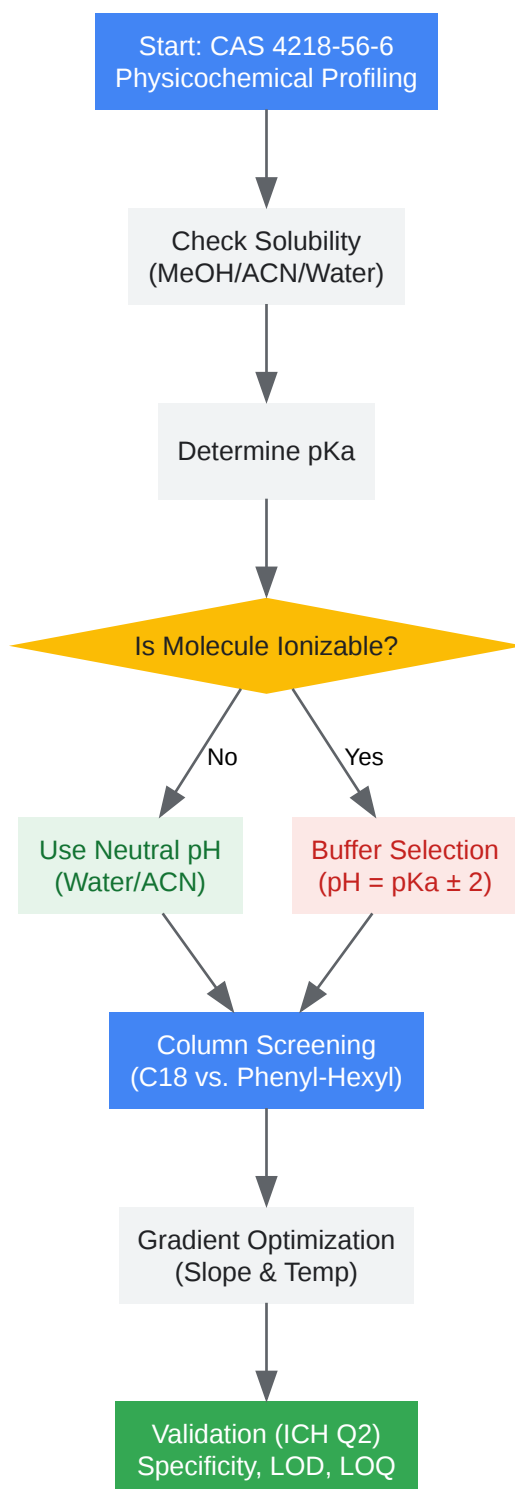 Start: CAS 4218-56-6
Physicochemical Profiling
Check Solubility
(MeOH/ACN/Water)
Determine pKa
Is Molecule Ionizable?
No
Yes
Use Neutral pH
(Water/ACN)
Buffer Selection
(pH = pKa ± 2)
Column Screening
(C18 vs. Phenyl-Hexyl)
Gradient Optimization
(Slope & Temp)
Validation (ICH Q2)
Specificity, LOD, LOQ